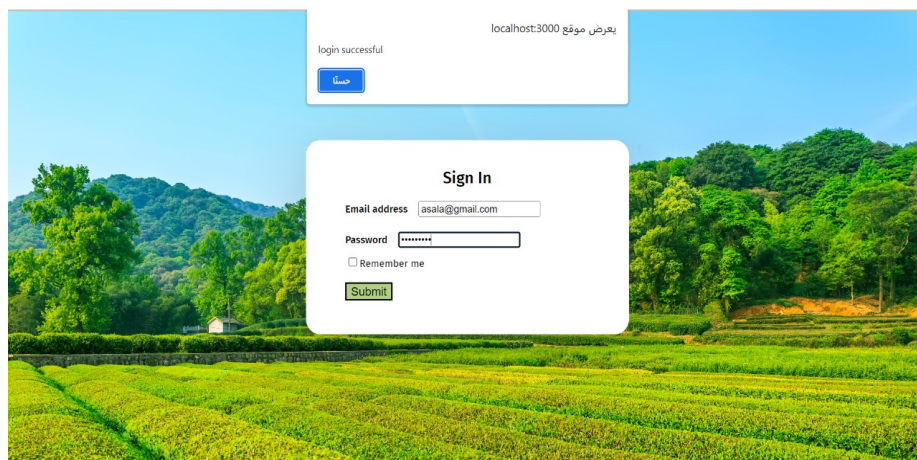 يعرض موقع localhost:3000
login successful
حسنًا
Sign In
Email address asala@gmail.com
Password •••••••••
Remember me
Submit